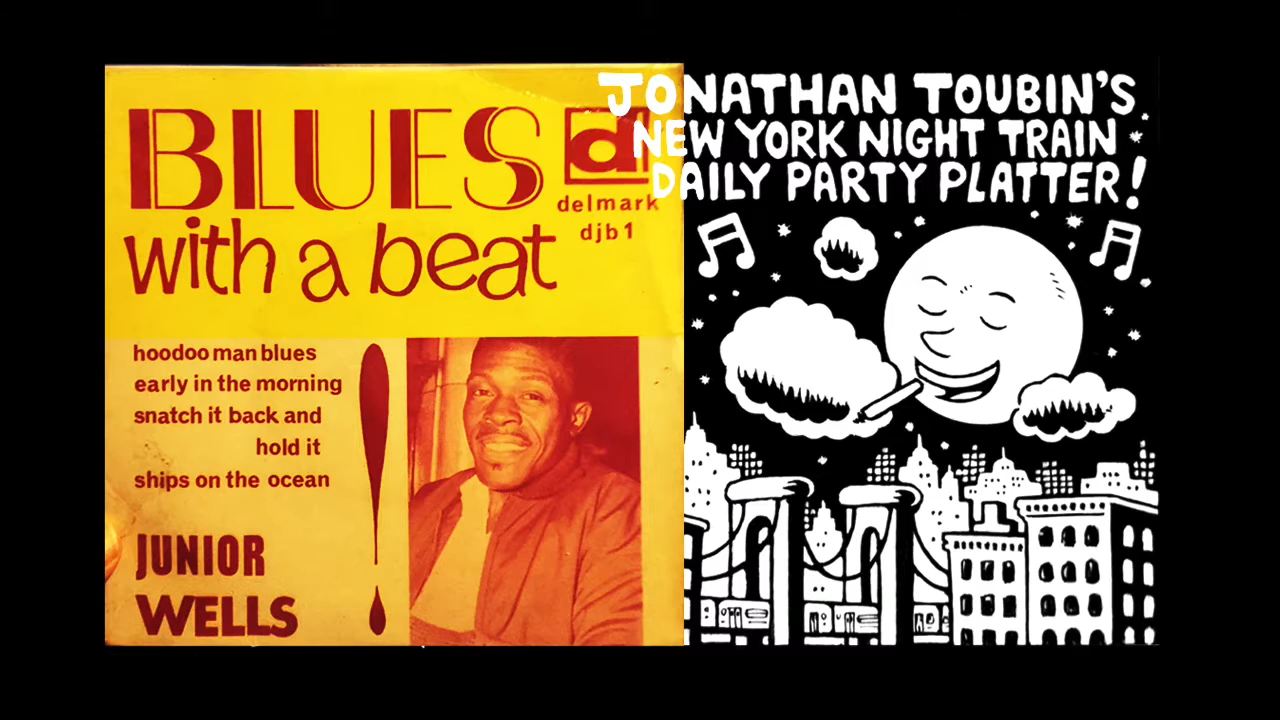 BLUES
d
with a beat
delmark
djb1
hoodoo man blues
early in the morning
snatch it back and
hold it
ships on the ocean
!
JUNIOR
WELLS
JONATHAN TOUBIN'S
NEW YORK NIGHT TRAIN
DAILY PARTY PLATTER!